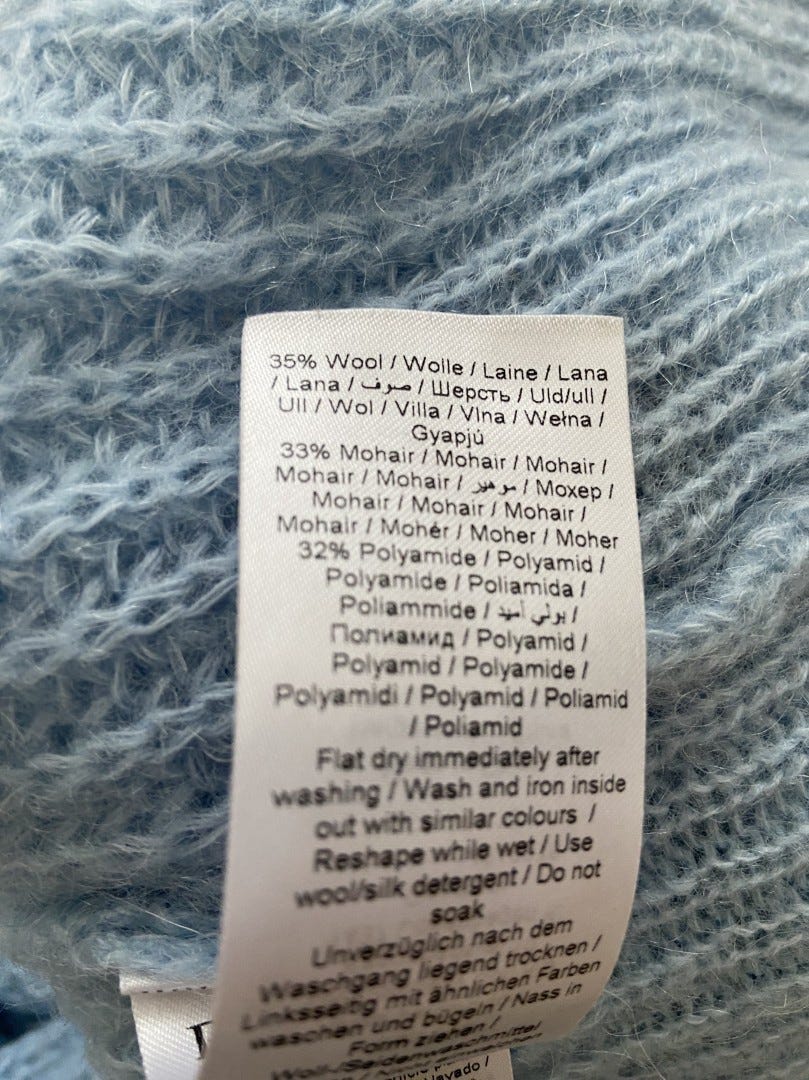 35% Wool / Wolle / Laine / Lana
/ Lana / صوف / Шерсть / Uld/ull /
Ull / Wol / Villa / Vlna / Wełna /
Gyapjú
33% Mohair / Mohair / Mohair /
Mohair / Mohair / موهير / Мохер /
Mohair / Mohair / Mohair /
Mohair / Mohér / Moher / Moher
32% Polyamide / Polyamid /
Polyamide / Poliamida /
Poliammide / بولي أميد /
Полиамид / Polyamid /
Polyamid / Polyamide /
Polyamidi / Polyamid / Poliamid
/ Poliamid
Flat dry immediately after
washing / Wash and iron inside
out with similar colours /
Reshape while wet / Use
wool/silk detergent / Do not
soak
Unverzüglich nach dem
Waschgang liegend trocknen /
Linksseitig mit ähnlichen Farben
waschen und bügeln / Nass in
Form ziehen /
Woll-/Seidenwaschmittel
lavado /